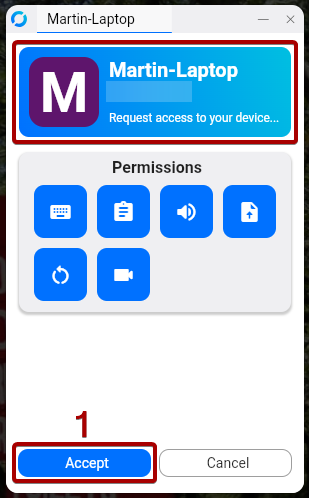 Martin-Laptop
M
Martin-Laptop
Request access to your device...
Permissions
1
Accept
Cancel